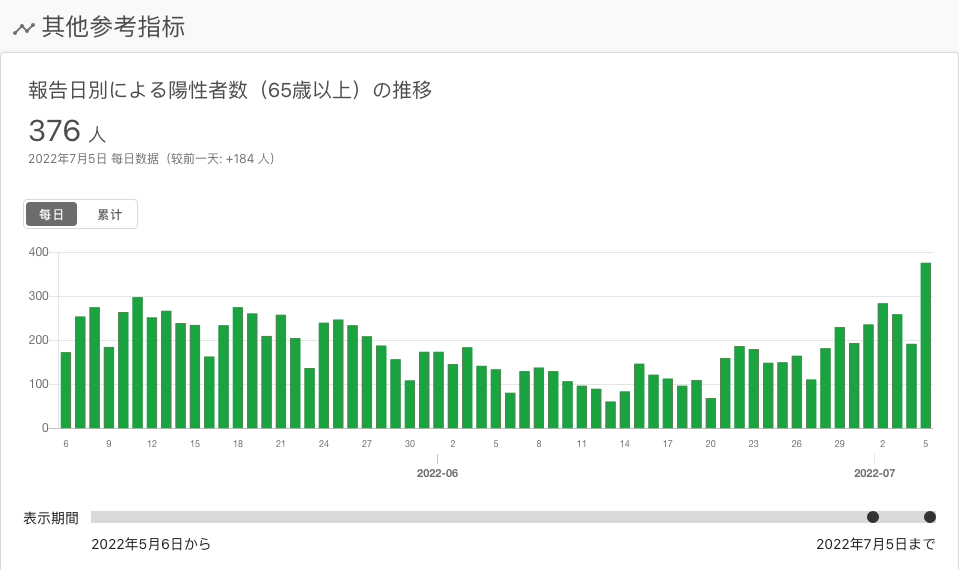 其他参考指标
報告日別による陽性者数（65歳以上）の推移
376 人
2022年7月5日 每日数据（较前一天: +184 人）
每日 累计
400
300
200
100
0
6 9 12 15 18 21 24 27 30 2 5 8 11 14 17 20 23 26 29 2 5
2022-06 2022-07
表示期間
2022年5月6日から 2022年7月5日まで